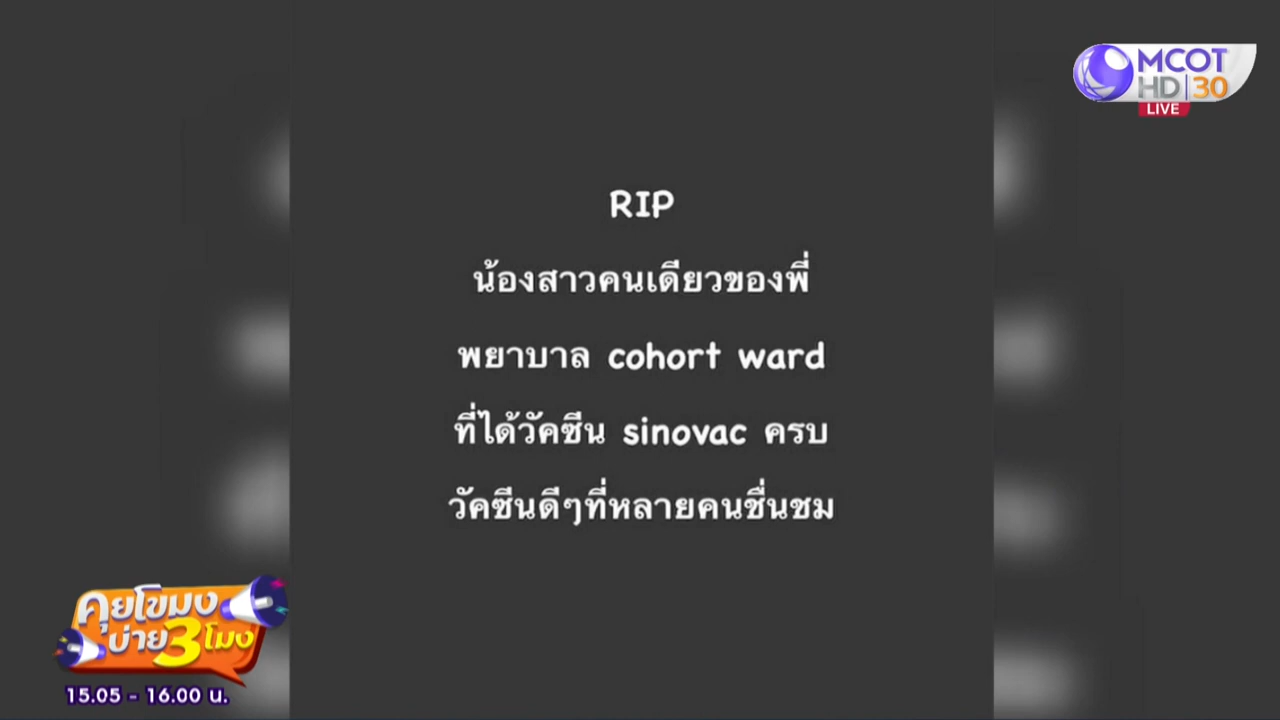 MCOT
HD 30
LIVE
RIP
น้องสาวคนเดียวของพี่
พยาบาล cohort ward
ที่ได้วัคซีน sinovac ครบ
วัคซีนดีๆที่หลายคนชื่นชม
คุยโขมง
บ่าย3โมง
15.05 - 16.00 น.